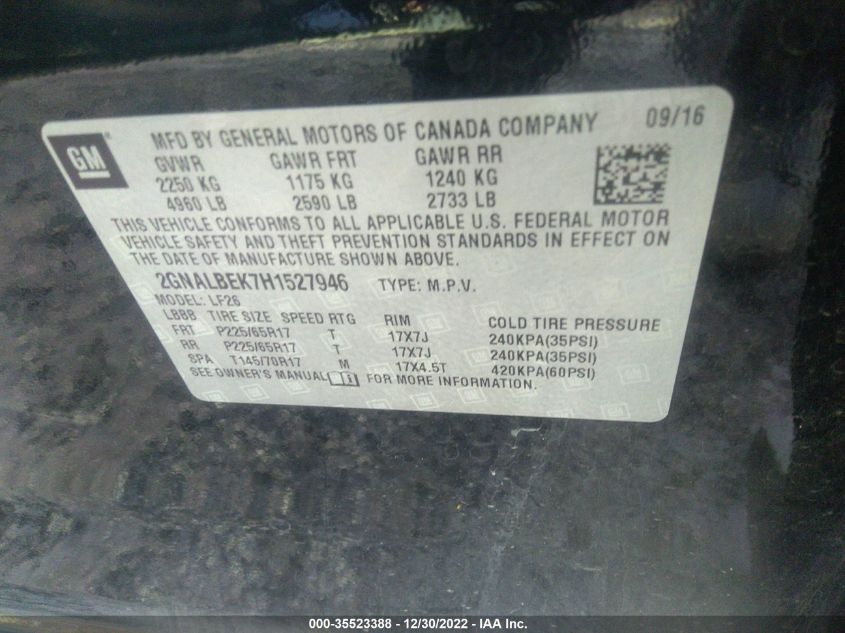 GM
MFD BY GENERAL MOTORS OF CANADA COMPANY 09/16
GVWR GAWR FRT GAWR RR
2250 KG 1175 KG 1240 KG
4960 LB 2590 LB 2733 LB
THIS VEHICLE CONFORMS TO ALL APPLICABLE U.S. FEDERAL MOTOR
VEHICLE SAFETY AND THEFT PREVENTION STANDARDS IN EFFECT ON
THE DATE OF MANUFACTURE SHOWN ABOVE.
2GNALBEK7H1527946 TYPE: M.P.V.
MODEL: LF26
LBBB TIRE SIZE SPEED RTG RIM COLD TIRE PRESSURE
FRT P225/65R17 T 17X7J 240KPA(35PSI)
RR P225/65R17 T 17X7J 240KPA(35PSI)
SPA T145/70R17 M 17X4.5T 420KPA(60PSI)
SEE OWNER'S MANUAL FOR MORE INFORMATION.
000-35523388 - 12/30/2022 - IAA Inc.